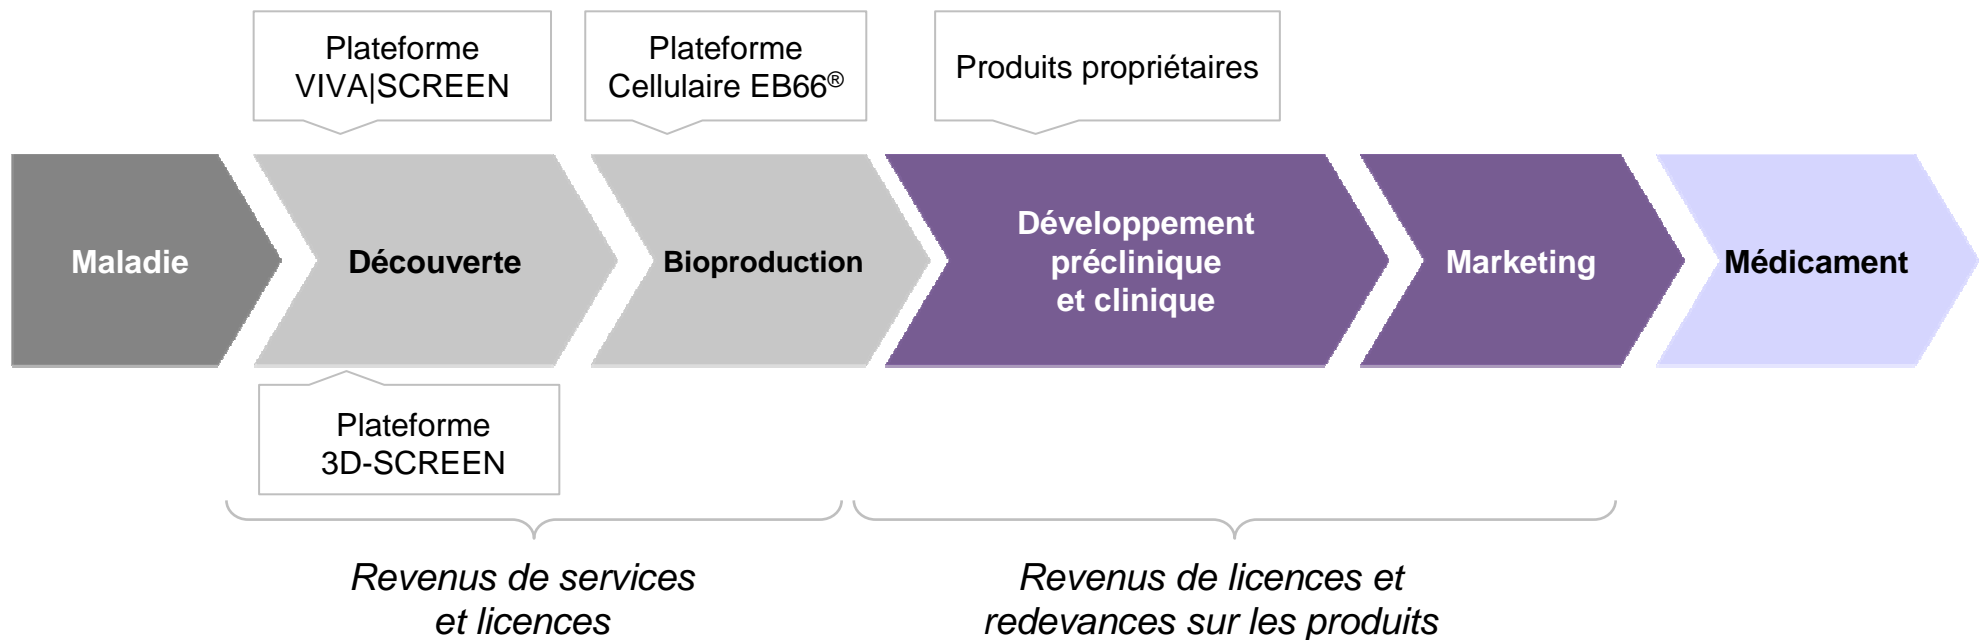 Plateforme
VIVA|SCREEN
Plateforme
Cellulaire EB66®
Produits propriétaires
Maladie
Découverte
Bioproduction
Développement
préclinique
et clinique
Marketing
Médicament
Plateforme
3D-SCREEN
Revenus de services
et licences
Revenus de licences et
redevances sur les produits